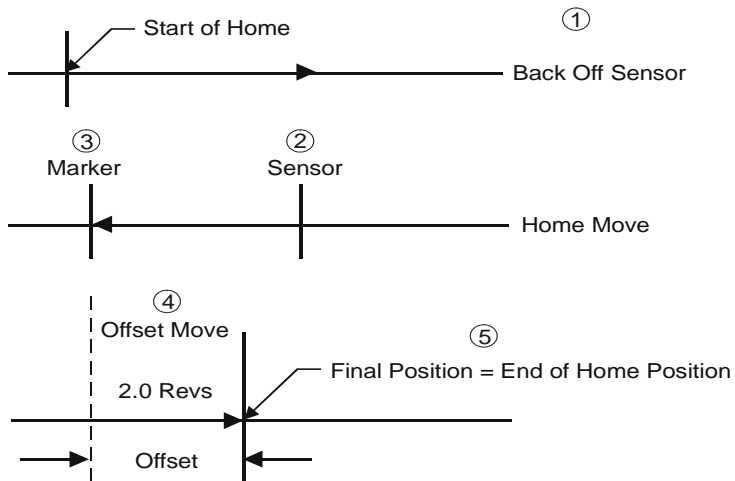 ①
Start of Home
Back Off Sensor
③ ②
Marker Sensor
Home Move
④
Offset Move
⑤
Final Position = End of Home Position
2.0 Revs
Offset